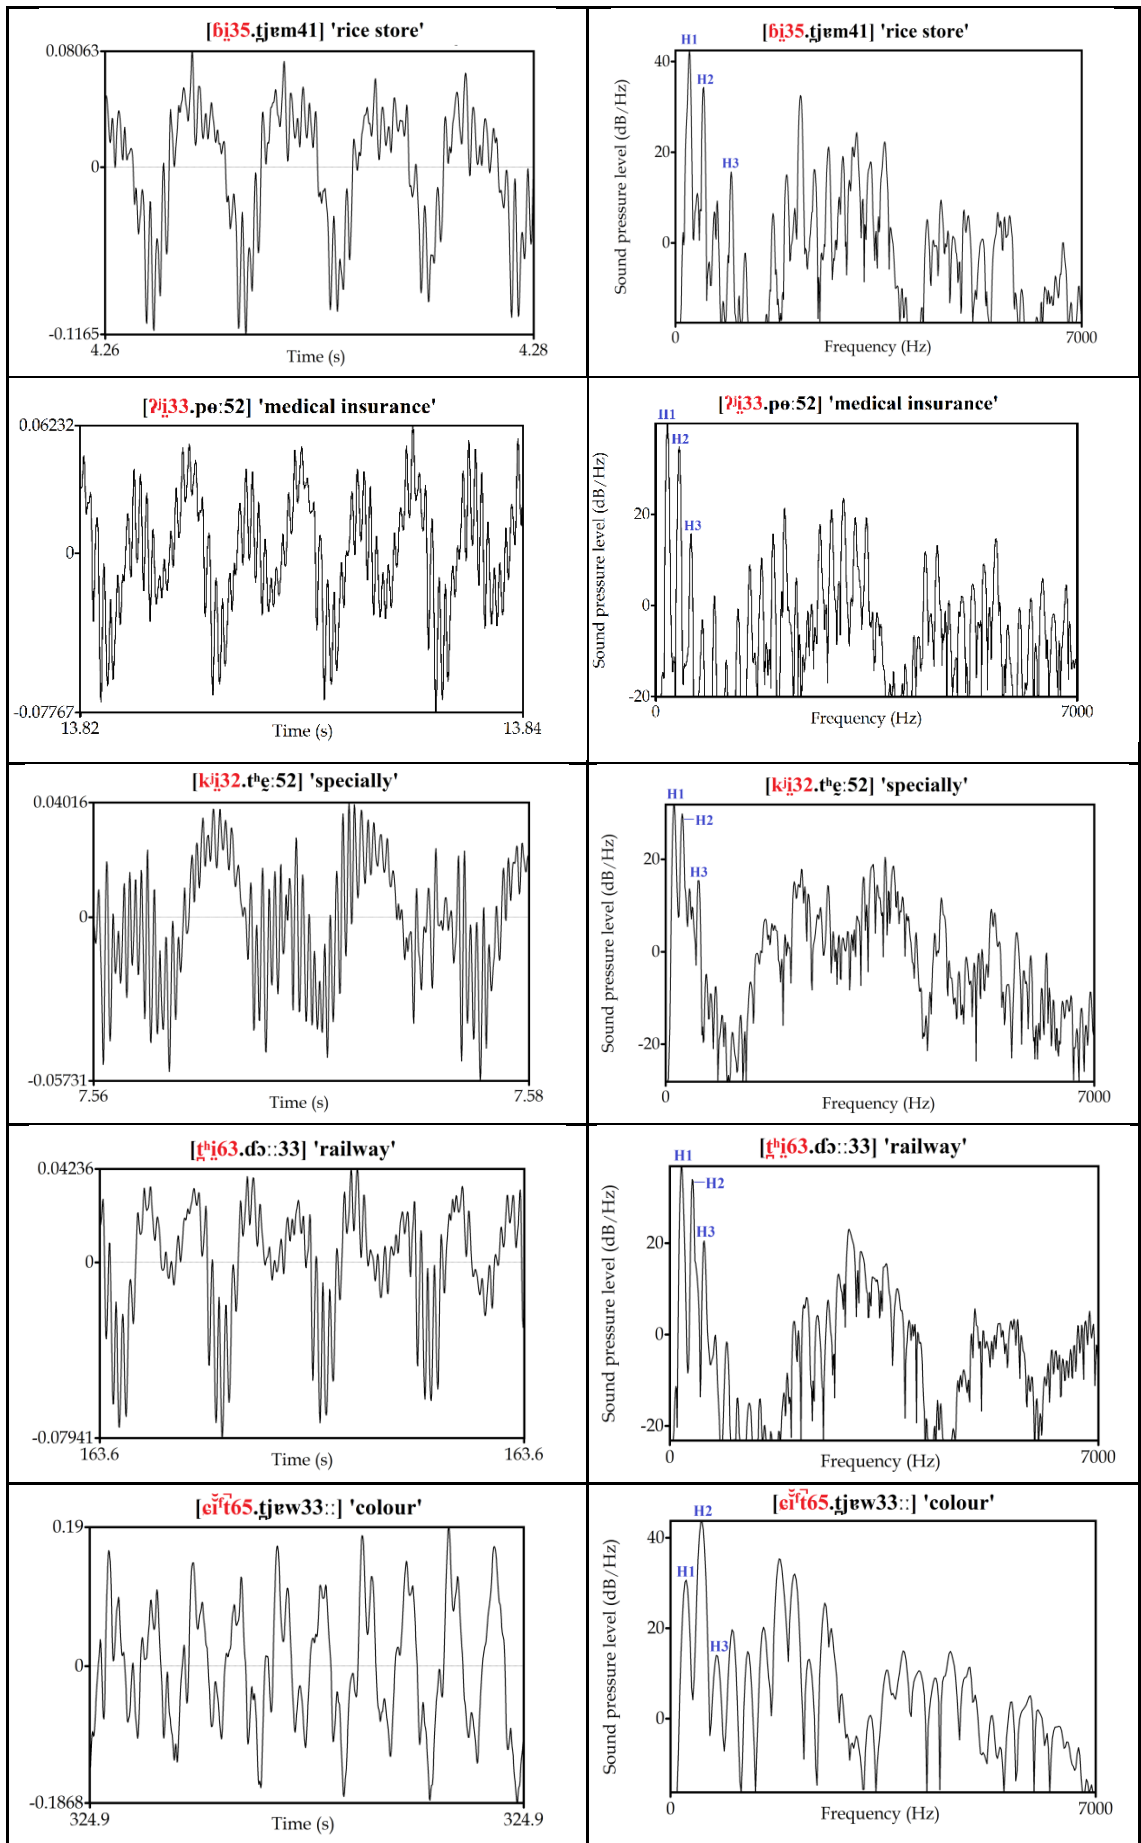 [ɓi̤35.t̪jɐm41] 'rice store'
0.08063
0
-0.1165
4.26
4.28
Time (s)
[ɓi̤35.t̪jɐm41] 'rice store'
H1
H2
H3
40
20
0
Sound pressure level (dB/Hz)
0
7000
Frequency (Hz)
[ʔʲi̤33.pɵː52] 'medical insurance'
0.06232
0
-0.07767
13.82
13.84
Time (s)
[ʔʲi̤33.pɵː52] 'medical insurance'
H1
H2
H3
20
0
-20
Sound pressure level (dB/Hz)
0
7000
Frequency (Hz)
[kʲi̤32.tʰe̤ː52] 'specially'
0.04016
0
-0.05731
7.56
7.58
Time (s)
[kʲi̤32.tʰe̤ː52] 'specially'
H1
H2
H3
20
0
-20
Sound pressure level (dB/Hz)
0
7000
Frequency (Hz)
[t̪ʰi̤63.ɗɔːː33] 'railway'
0.04236
0
-0.07941
163.6
163.6
Time (s)
[t̪ʰi̤63.ɗɔːː33] 'railway'
H1
H2
H3
20
0
-20
Sound pressure level (dB/Hz)
0
7000
Frequency (Hz)
'colour'
0.19
0
-0.1868
324.9
324.9
Time (s)
'colour'
H2
H1
H3
40
20
0
Sound pressure level (dB/Hz)
0
7000
Frequency (Hz)